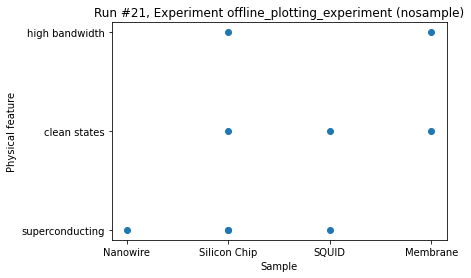 Run #21, Experiment offline_plotting_experiment (nosample)
high bandwidth
clean states
superconducting
Physical feature
Nanowire
Silicon Chip
SQUID
Membrane
Sample